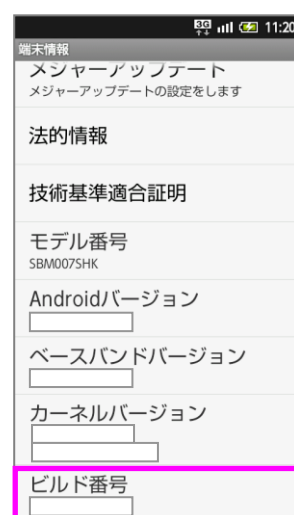 3G 11:20
端末情報
メジャーアップデート
メジャーアップデートの設定をします
法的情報
技術基準適合証明
モデル番号
SBM007SHK
Androidバージョン
ベースバンドバージョン
カーネルバージョン
ビルド番号